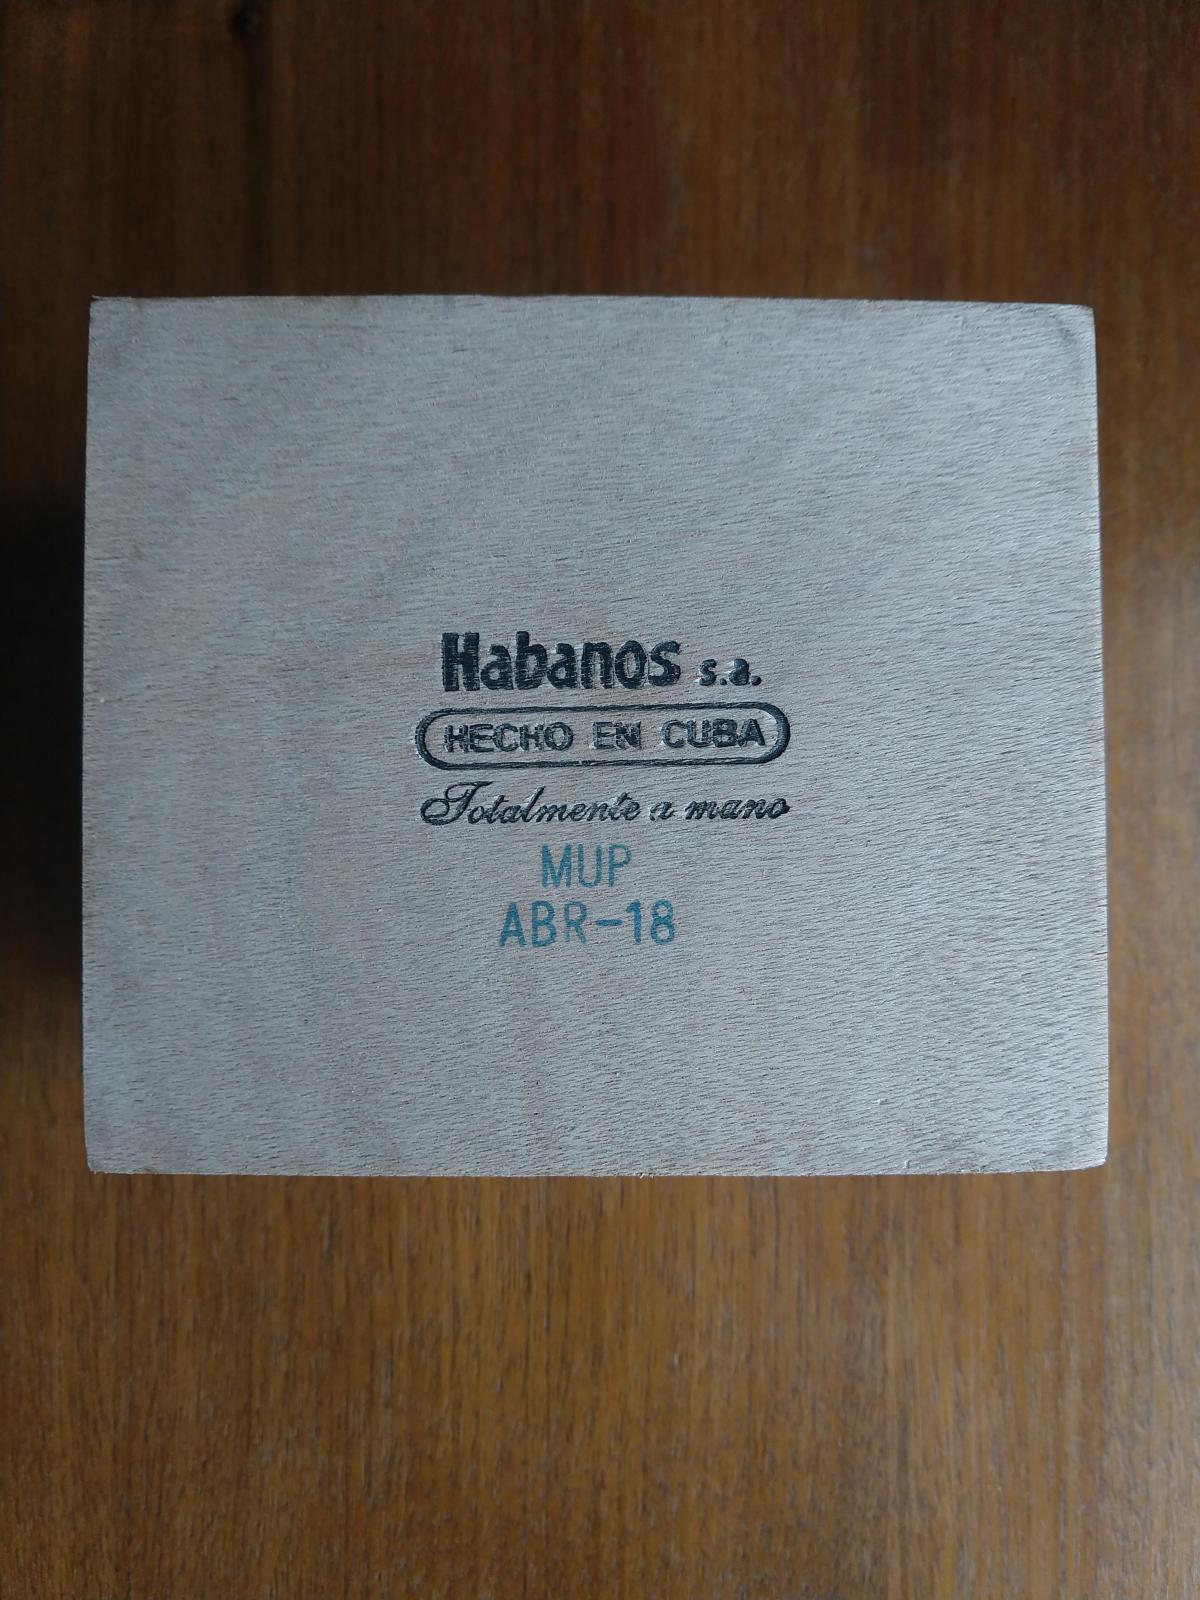 Habanos s.a.
HECHO EN CUBA
Totalmente a mano
MUP
ABR-18